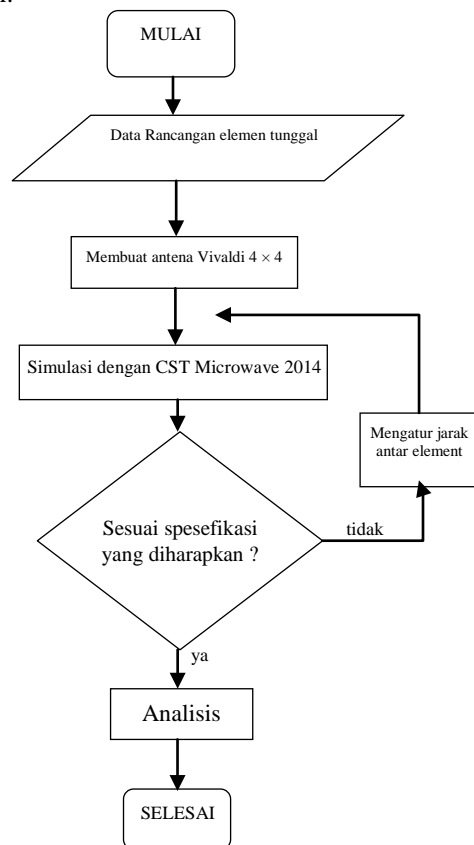 MULAI
Data Rancangan elemen tunggal
Membuat antena Vivaldi 4 × 4
Simulasi dengan CST Microwave 2014
Mengatur jarak
antar element
Sesuai spesefikasi
yang diharapkan ?
tidak
ya
Analisis
SELESAI